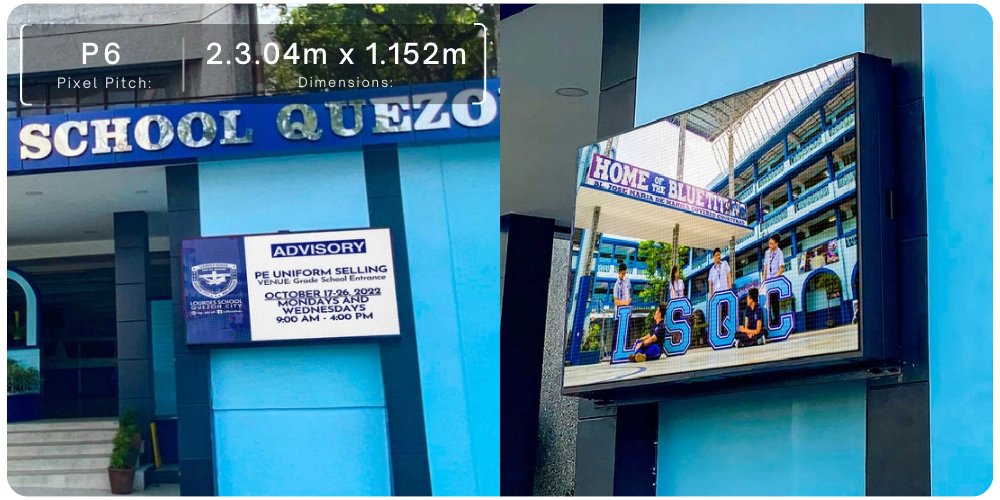 P6
Pixel Pitch:
2.3.04m x 1.152m
Dimensions:
SCHOOL QUEZO
ADVISORY
PE UNIFORM SELLING
VENUE: Grade School Entrance
OCTOBER 17-26, 2022
MONDAYS AND
WEDNESDAYS
9:00 AM - 4:00 PM
LOURDES SCHOOL
QUEZON CITY
HOME OF THE BLUE TITANS
LSQC